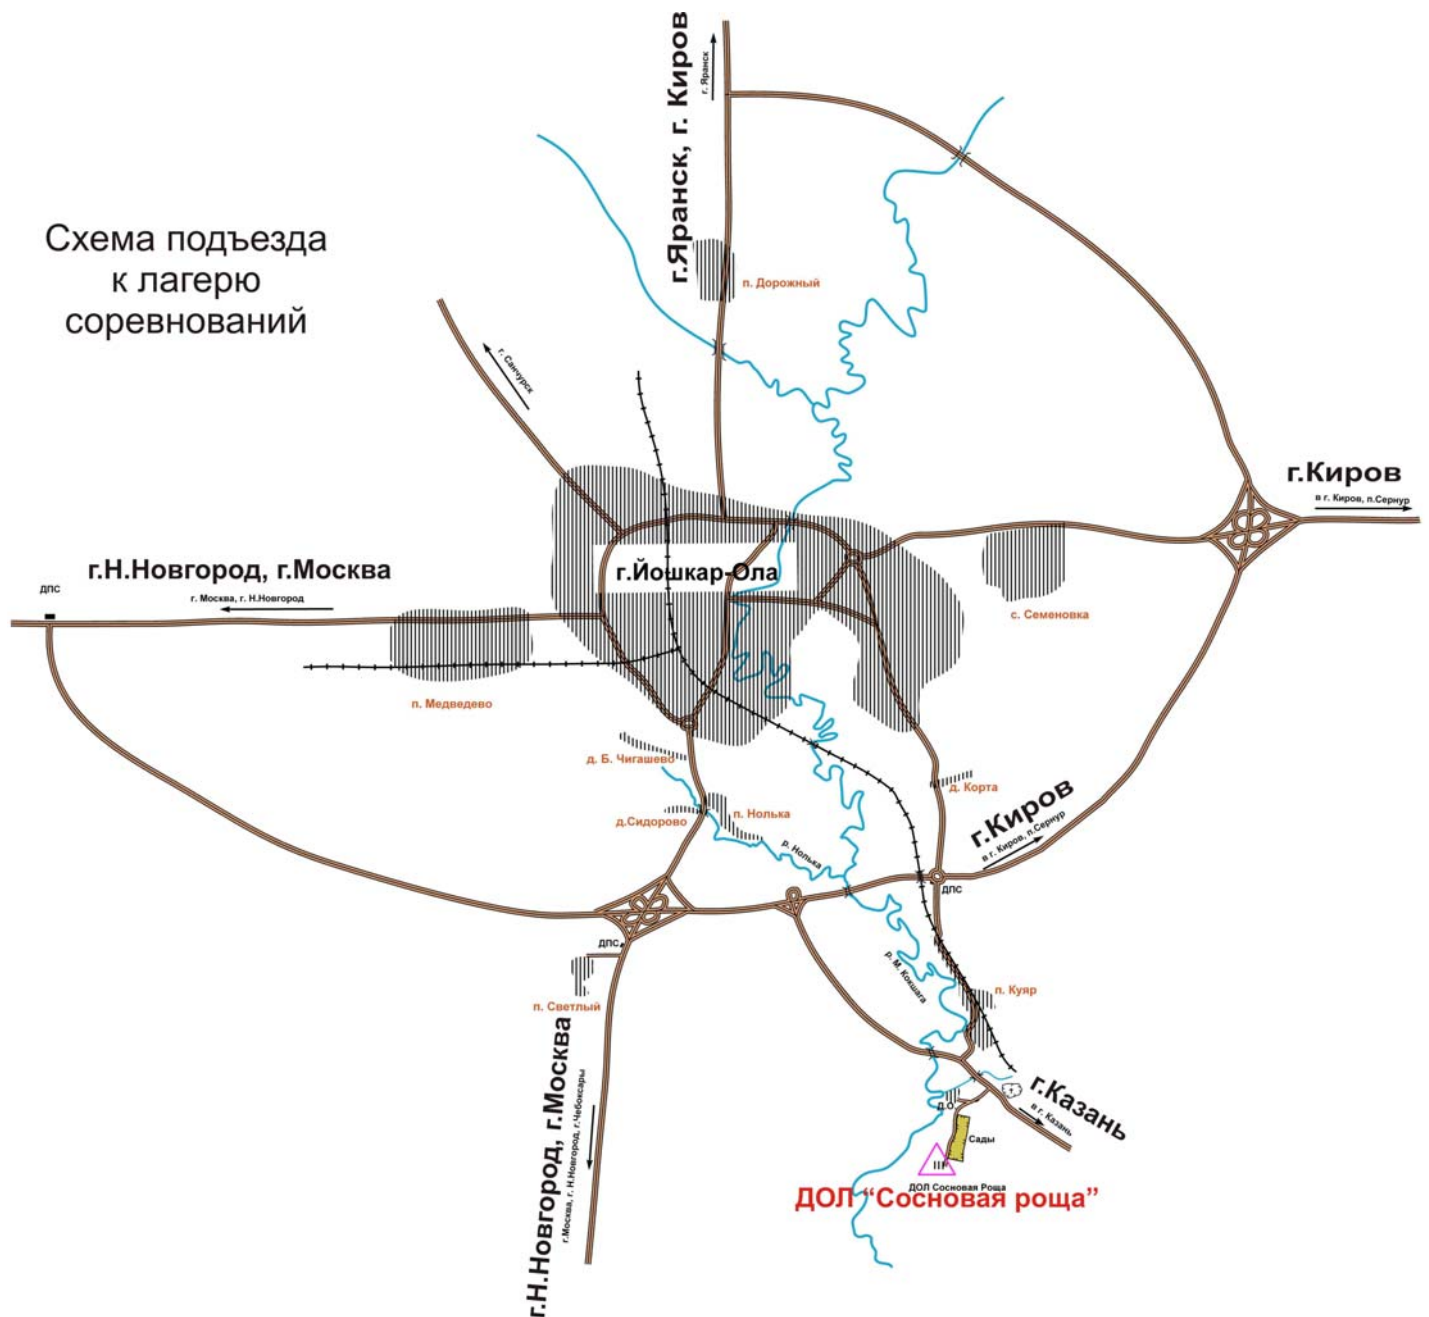 г.Яранск, г. Киров
г. Яранск
Схема подъезда
к лагерю
соревнований
п. Дорожный
г. Санчурск
г.Киров
в г. Киров, п.Сернур
г.Н.Новгород, г.Москва
г. Москва, г. Н.Новгород
ДПС
г.Йошкар-Ола
с. Семеновка
п. Медведево
д. Б. Чигашево
д. Корта
п. Нолька
д.Сидорово
г.Киров
в г. Киров, п.Сернур
р. Нолька
ДПС
ДПС
р. М. Кокшага
п. Куяр
п. Светлый
г.Н.Новгород, г.Москва
г.Москва, г. Н.Новгород, г.Чебоксары
г.Казань
в г. Казань
Д.О.
Сады
ДОЛ Сосновая Роща
ДОЛ “Сосновая роща”